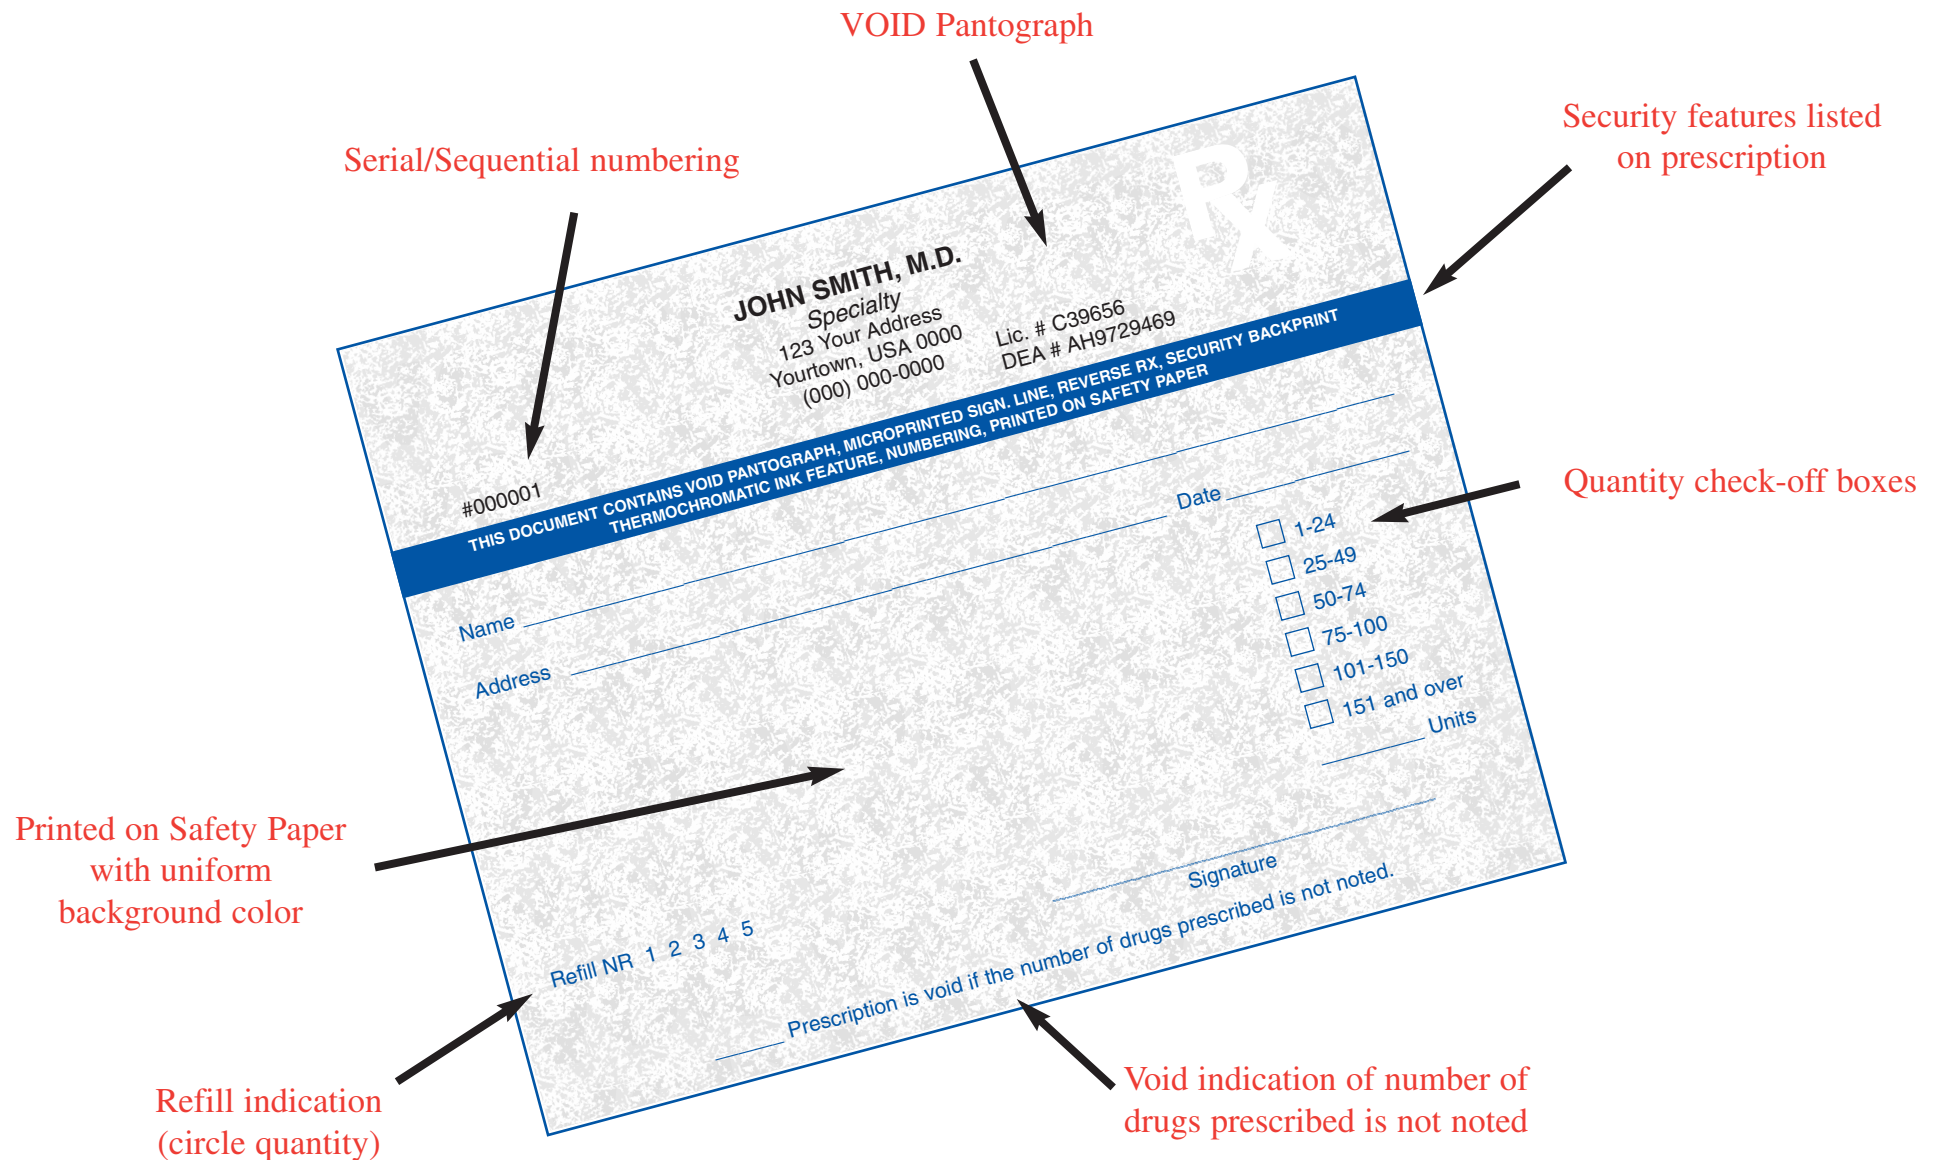 VOID Pantograph
Security features listed
on prescription
Serial/Sequential numbering
Rx
JOHN SMITH, M.D.
Specialty
123 Your Address
Yourtown, USA 0000
(000) 000-0000
Lic. # C39656
DEA # AH9729469
#000001
THIS DOCUMENT CONTAINS VOID PANTOGRAPH, MICROPRINTED SIGN. LINE, REVERSE RX, SECURITY BACKPRINT
THERMOCHROMATIC INK FEATURE, NUMBERING, PRINTED ON SAFETY PAPER
Name
Address
Date
Quantity check-off boxes
1-24
25-49
50-74
75-100
101-150
151 and over
Units
Printed on Safety Paper
with uniform
background color
Signature
Refill NR 1 2 3 4 5
Prescription is void if the number of drugs prescribed is not noted.
Refill indication
(circle quantity)
Void indication of number of
drugs prescribed is not noted